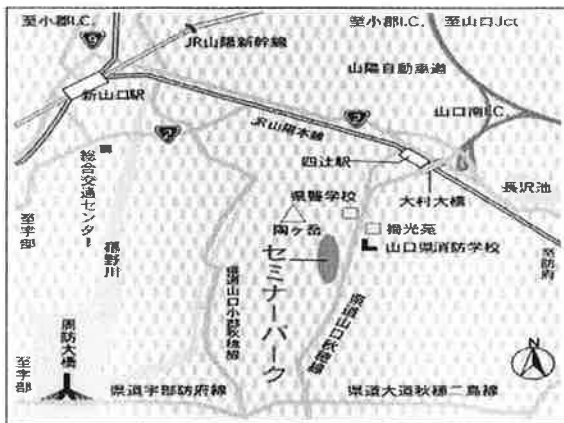 至小郡I.C.
9
JR山陽新幹線
至小郡I.C.
至山口Jct
山陽自動車道
新山口駅
2
JR山陽本線
2
山口南I.C.
四辻駅
総合交通センター
県聾学校
大村大橋
長沢池
至宇部
椹野川
陶ヶ岳
山口県消防学校
至防府
セミナーパーク
県道山口小郡秋穂線
県道山口秋穂線
周防大橋
至宇部
N
県道宇部防府線
県道大道秋穂二島線